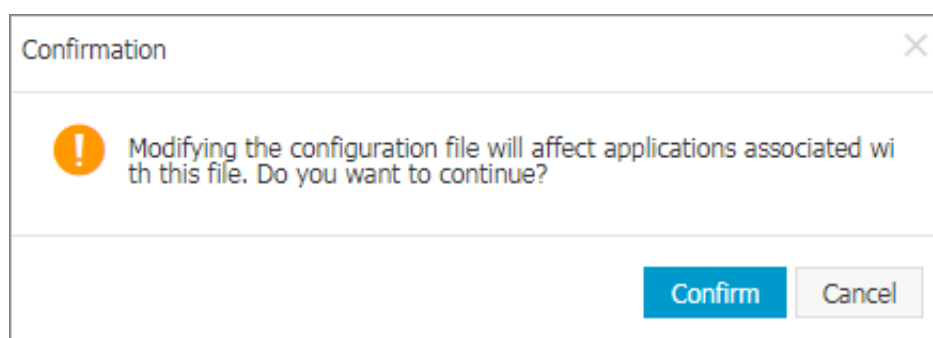 Confirmation
Modifying the configuration file will affect applications associated wi
th this file. Do you want to continue?
Confirm Cancel